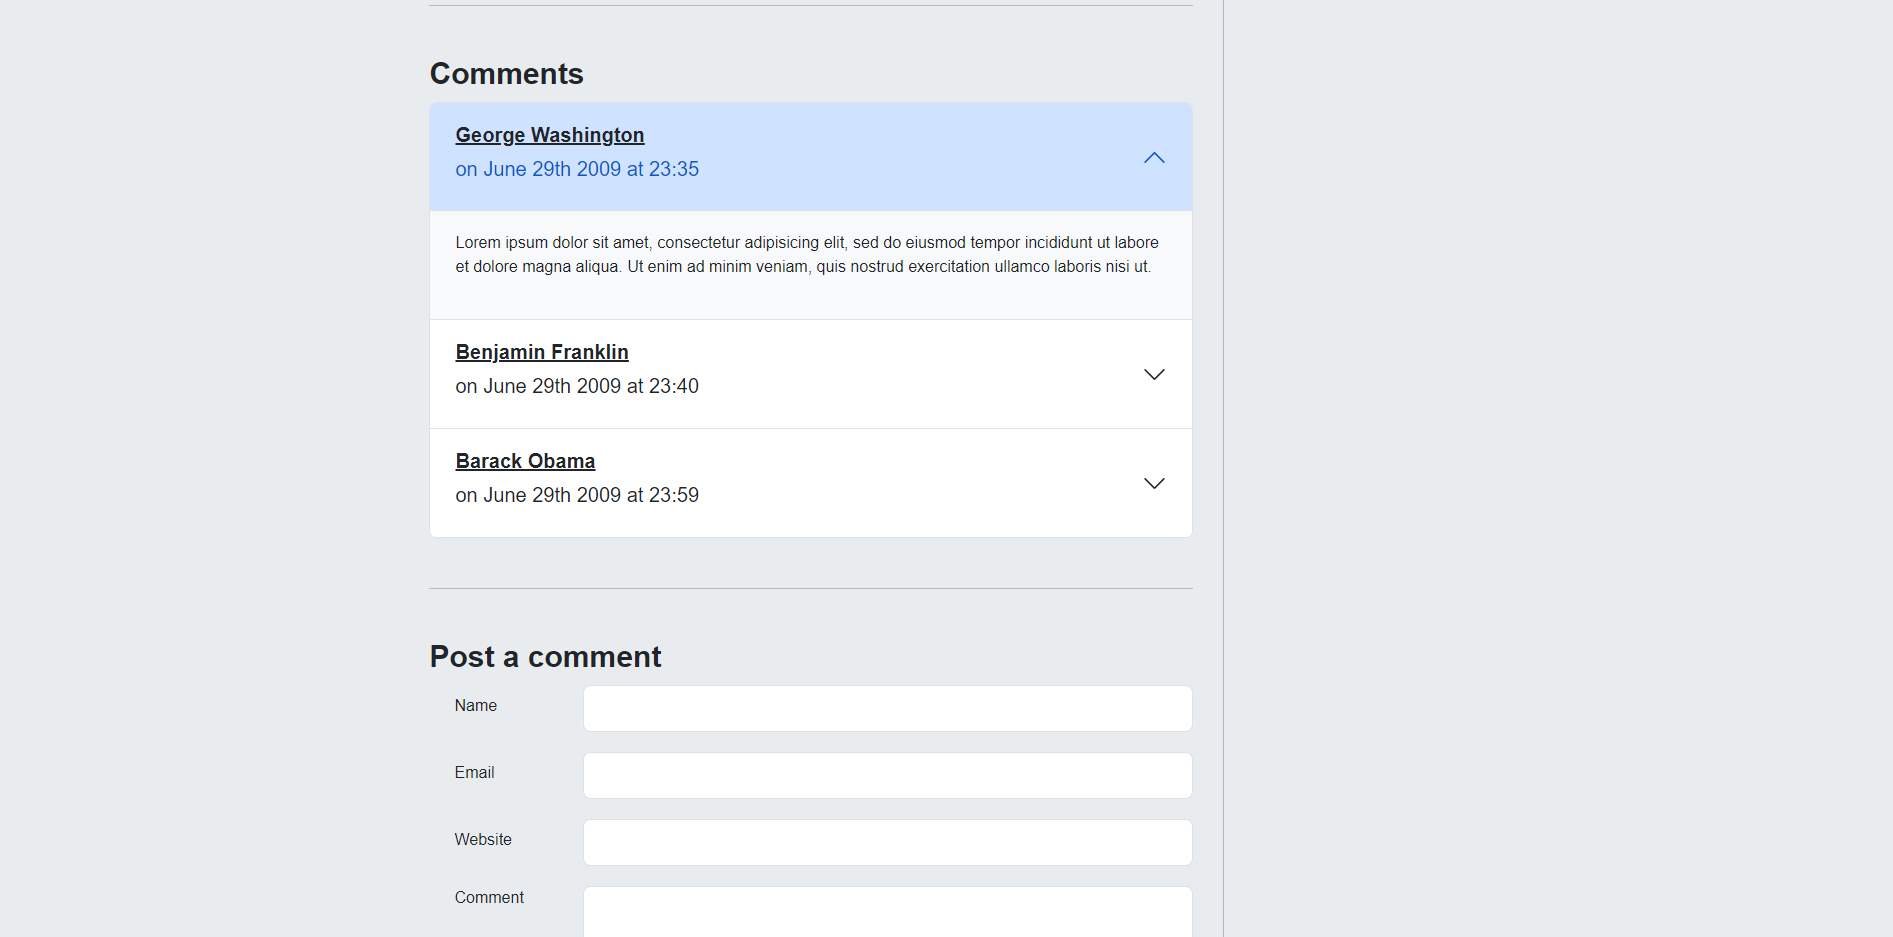 Comments
George Washington
on June 29th 2009 at 23:35
Lorem ipsum dolor sit amet, consectetur adipisicing elit, sed do eiusmod tempor incididunt ut labore
et dolore magna aliqua. Ut enim ad minim veniam, quis nostrud exercitation ullamco laboris nisi ut.
Benjamin Franklin
on June 29th 2009 at 23:40
Barack Obama
on June 29th 2009 at 23:59
Post a comment
Name
Email
Website
Comment